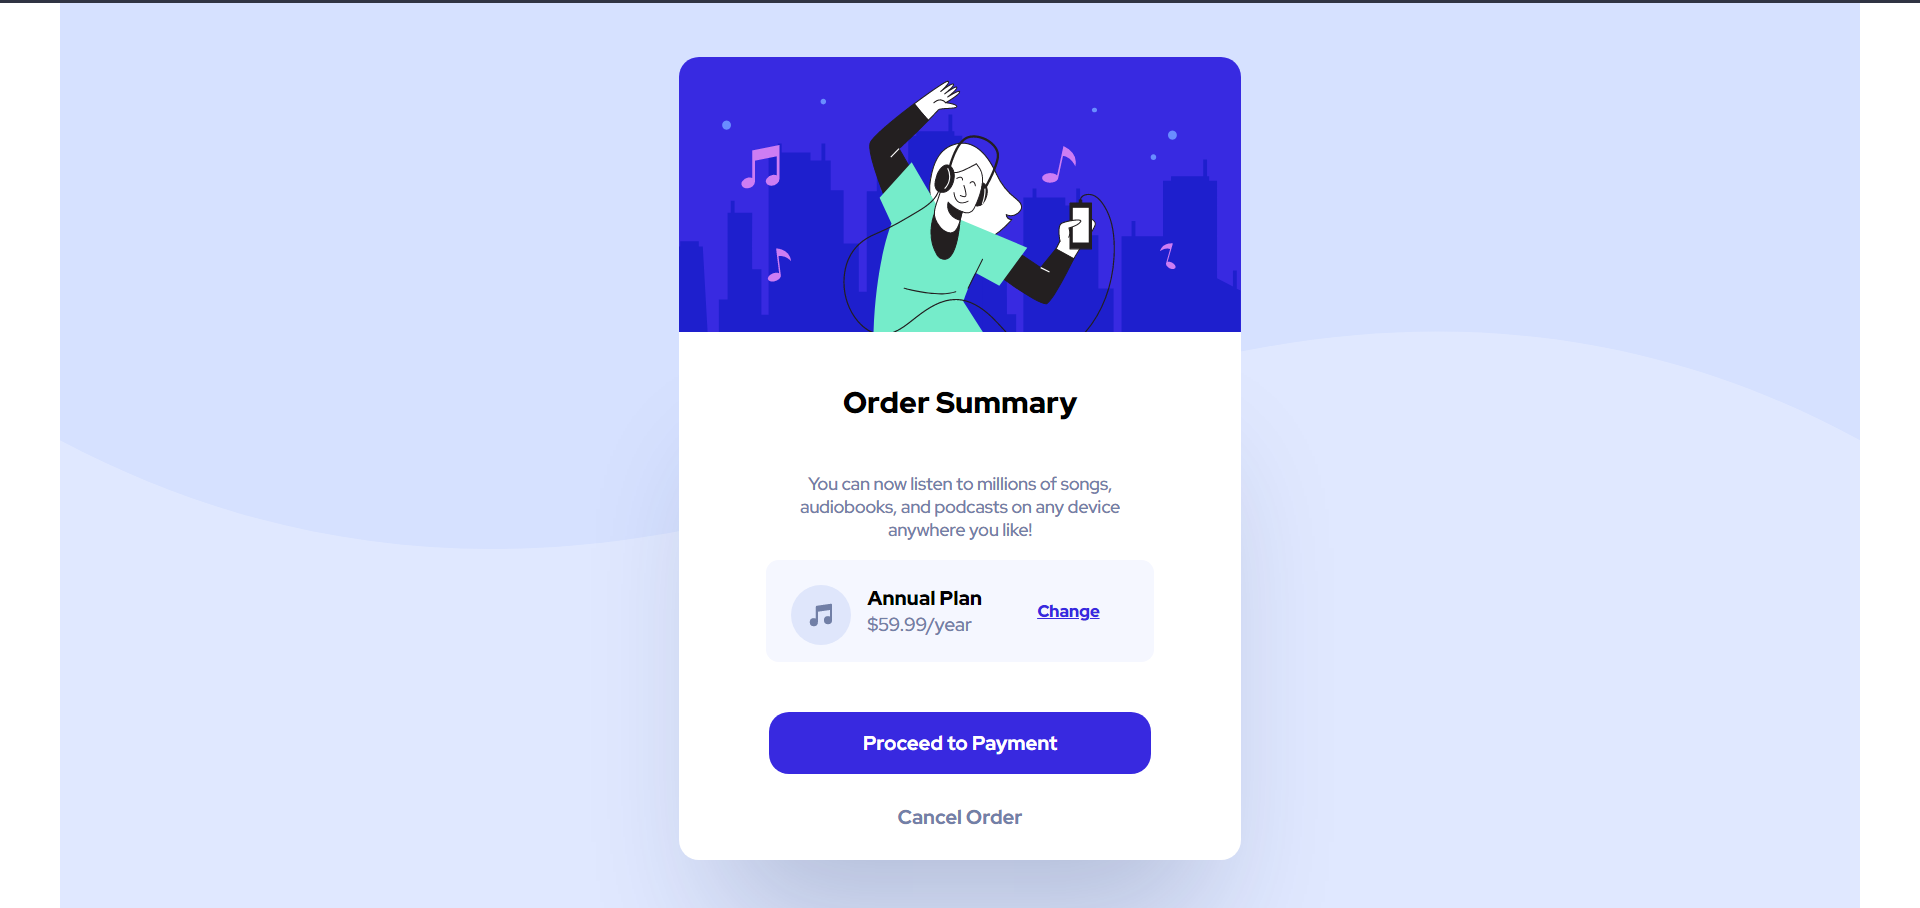 Order Summary
You can now listen to millions of songs,
audiobooks, and podcasts on any device
anywhere you like!
Annual Plan
$59.99/year
Change
Proceed to Payment
Cancel Order